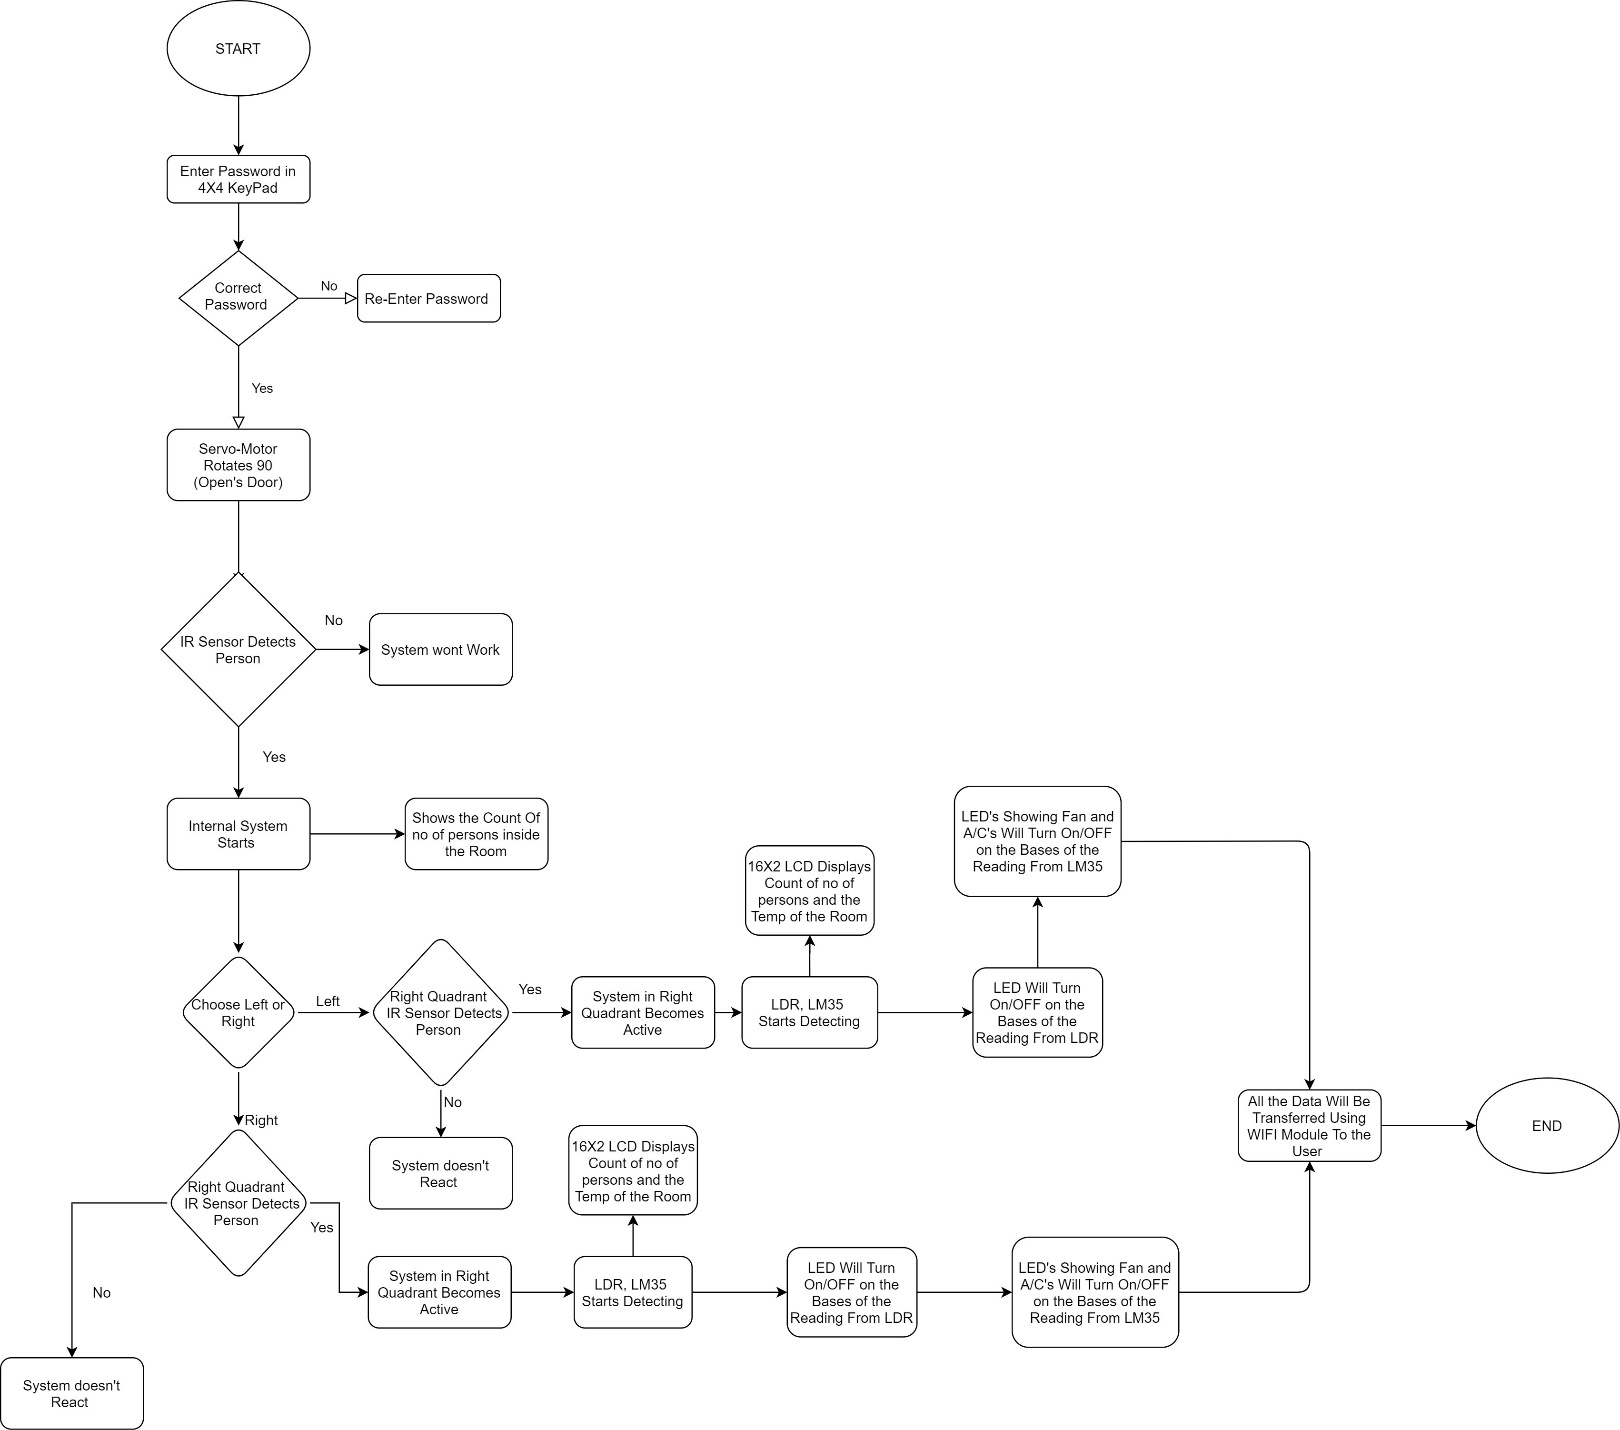 START
Enter Password in
4X4 KeyPad
Correct
Password
No
Re-Enter Password
Yes
Servo-Motor
Rotates 90
(Open's Door)
IR Sensor Detects
Person
No
System wont Work
Yes
Internal System
Starts
Shows the Count Of
no of persons inside
the Room
Choose Left or
Right
Left
Right Quadrant
IR Sensor Detects
Person
Yes
System in Right
Quadrant Becomes
Active
LDR, LM35
Starts Detecting
16X2 LCD Displays
Count of no of
persons and the
Temp of the Room
LED Will Turn
On/OFF on the
Bases of the
Reading From LDR
LED's Showing Fan and
A/C's Will Turn On/OFF
on the Bases of the
Reading From LM35
No
System doesn't
React
Right
Right Quadrant
IR Sensor Detects
Person
No
System doesn't
React
Yes
System in Right
Quadrant Becomes
Active
LDR, LM35
Starts Detecting
16X2 LCD Displays
Count of no of
persons and the
Temp of the Room
LED Will Turn
On/OFF on the
Bases of the
Reading From LDR
LED's Showing Fan and
A/C's Will Turn On/OFF
on the Bases of the
Reading From LM35
All the Data Will Be
Transferred Using
WIFI Module To the
User
END